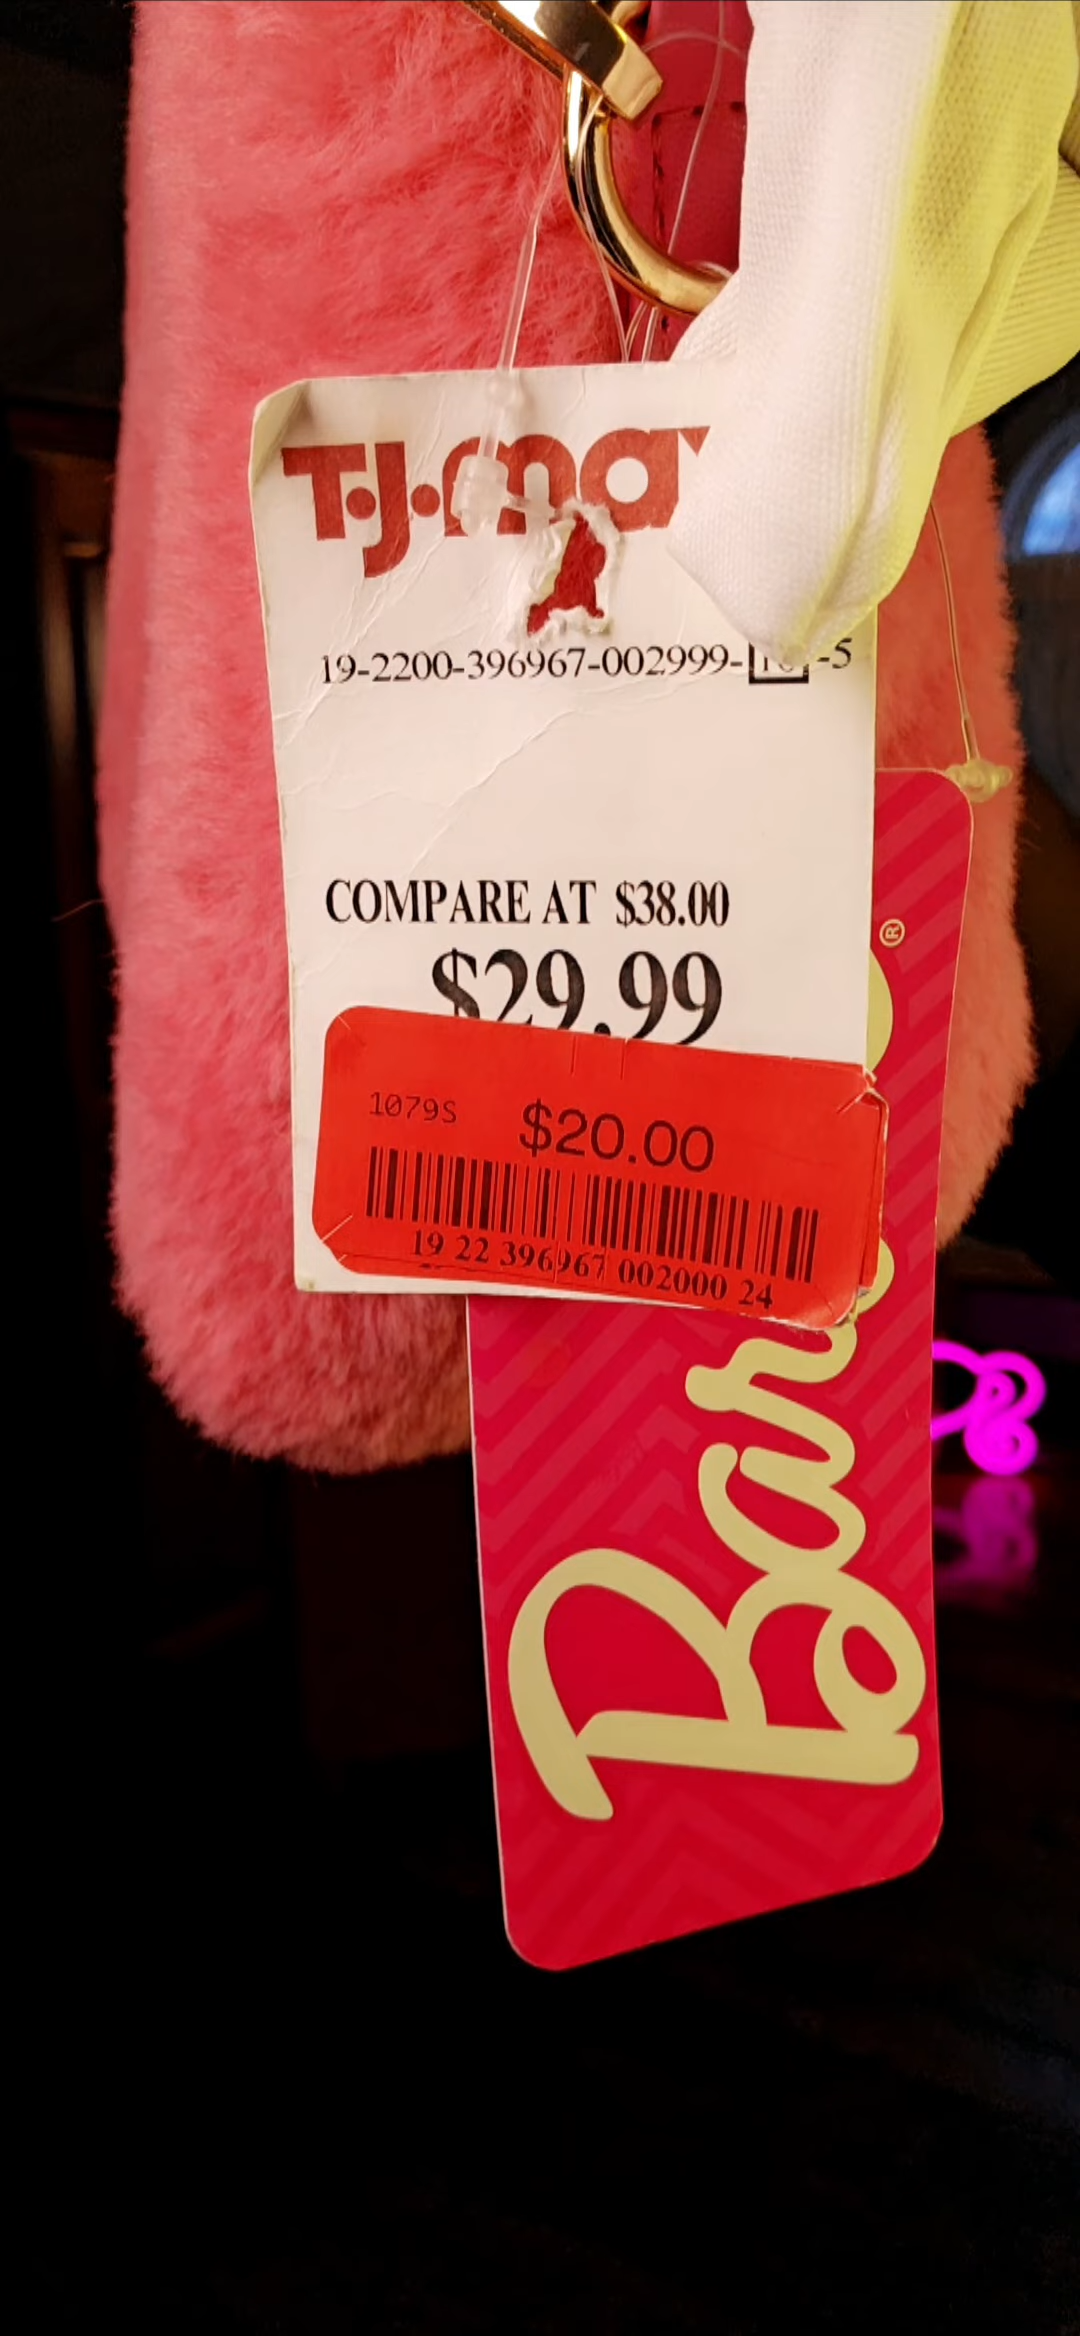 T.J.ma
19-2200-396967-002999- -5
COMPARE AT $38.00
$29.99
1079S $20.00
19 22 396967 002000 24
Bar
®